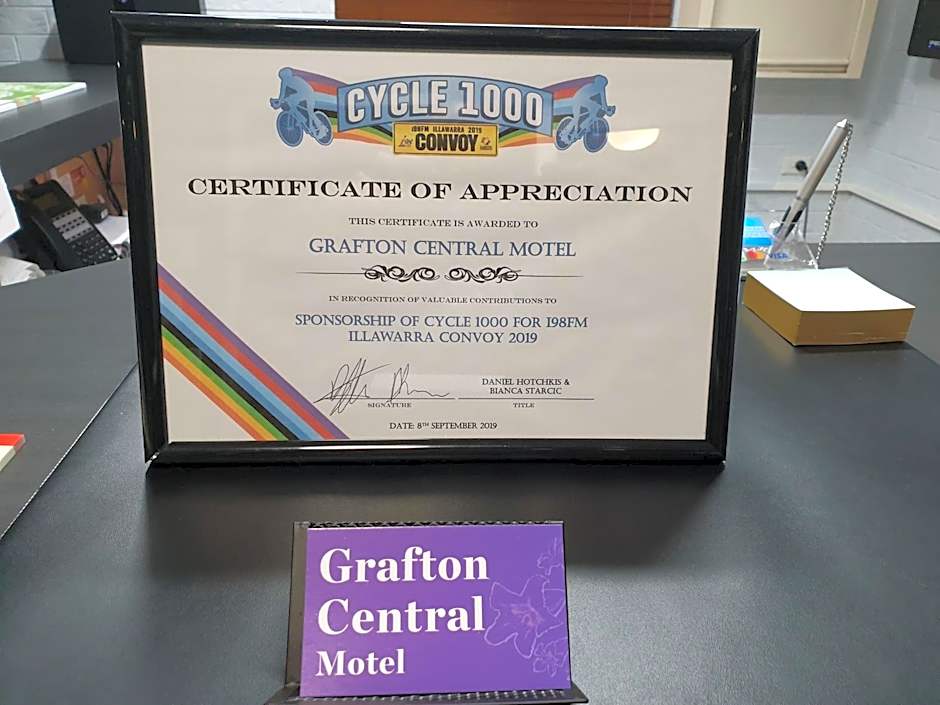 CYCLE 1000
i98FM ILLAWARRA 2019
CONVOY
CERTIFICATE OF APPRECIATION
THIS CERTIFICATE IS AWARDED TO
GRAFTON CENTRAL MOTEL
IN RECOGNITION OF VALUABLE CONTRIBUTIONS TO
SPONSORSHIP OF CYCLE 1000 FOR I98FM
ILLAWARRA CONVOY 2019
DANIEL HOTCHKIS &
BIANCA STARCIC
SIGNATURE
TITLE
DATE: 8TH SEPTEMBER 2019
VISA
Grafton
Central
Motel